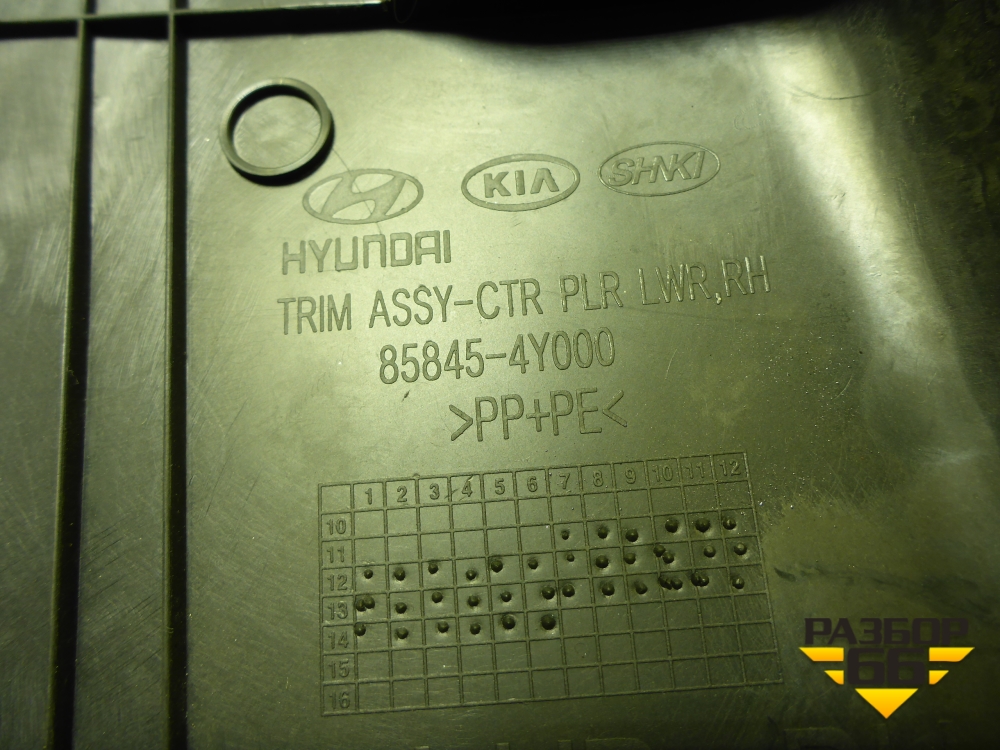 KIA
SHNKI
HYUNDAI
TRIM ASSY-CTR PLR LWR,RH
85845-4Y000
>PP+PE<
1 2 3 4 5 6 7 8 9 10 11 12
10
11
12
13
14
15
16
РАЗБОР
66